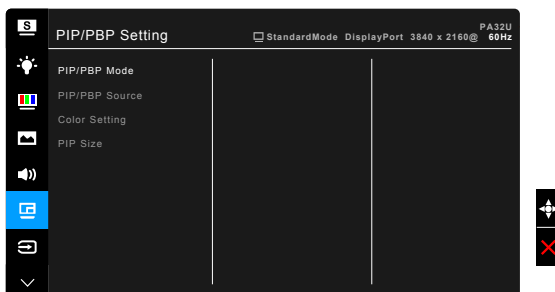 S
PA32U
PIP/PBP Setting
StandardMode DisplayPort 3840 x 2160@ 60Hz
PIP/PBP Mode
PIP/PBP Source
Color Setting
PIP Size